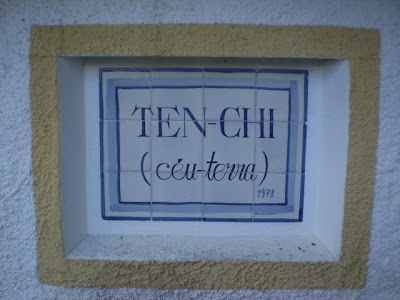 TEN-CHI
(céu-terra)
1978